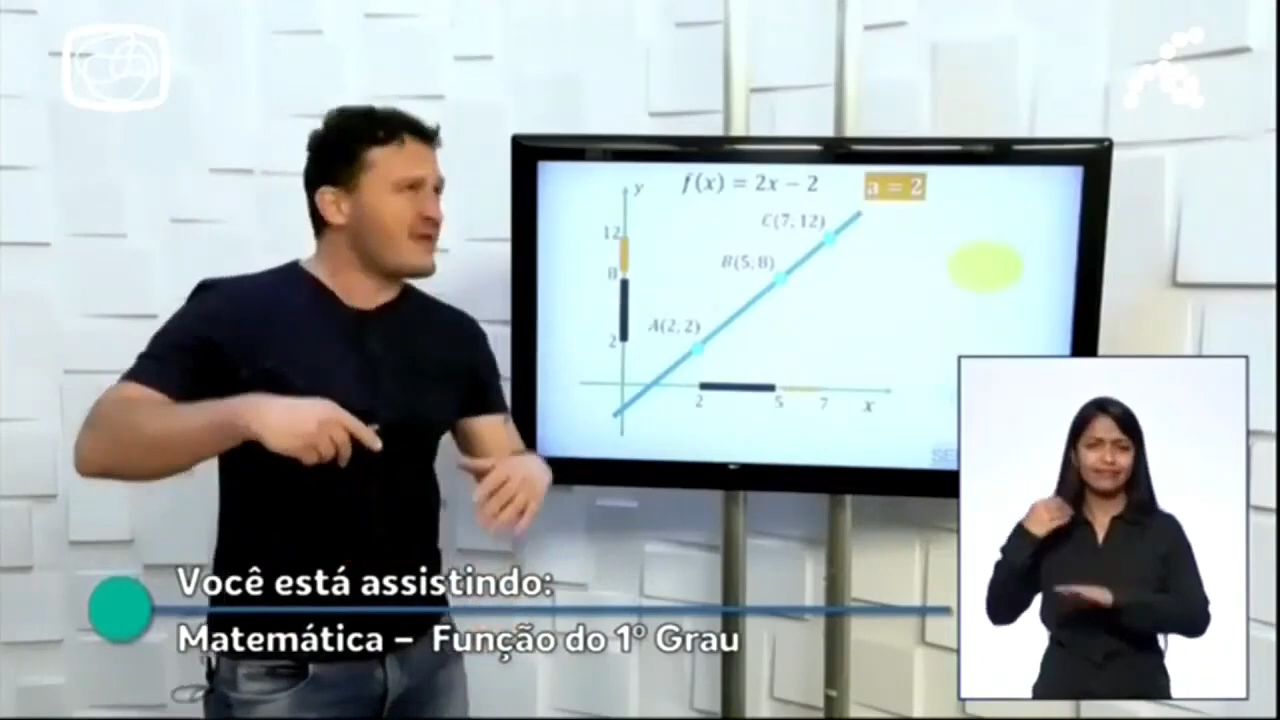 y
f(x) = 2x − 2
a = 2
C(7, 12)
12
B(5, 8)
8
A(2, 2)
2
2 5 7 x
SE
Você está assistindo:
Matemática – Função do 1º Grau